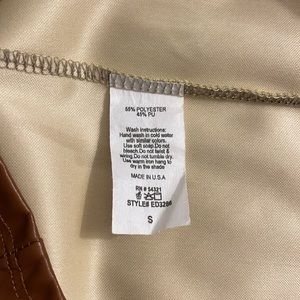 55% POLYESTER
45% PU
Wash instructions:
Hand wash in cold water
with similar colors.
Use soft soap.Do not
bleach.Do not twist &
wring.Do not tumble dry.
Use warm iron hang to
dry in the shade
MADE IN U.S.A
RN # 54321
STYLE# ED3286
S